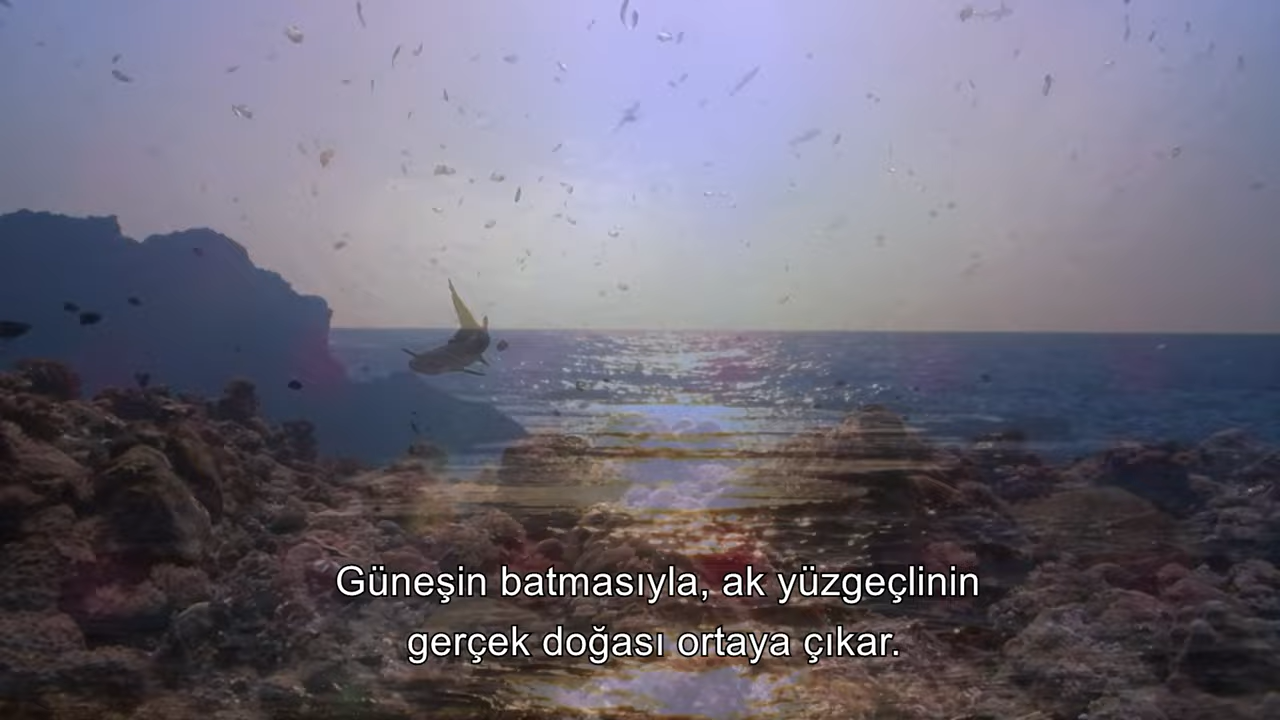 Güneşin batmasıyla, ak yüzgeçlinin
gerçek doğası ortaya çıkar.